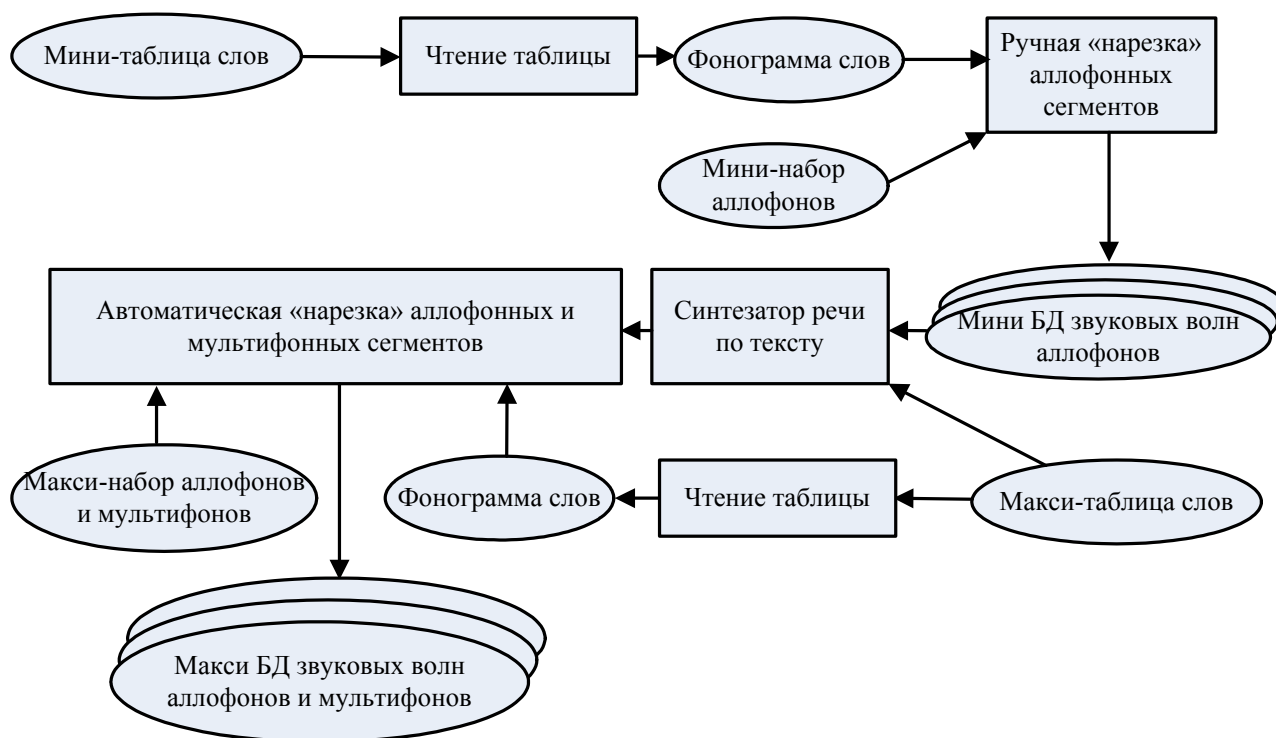 Мини-таблица слов
Чтение таблицы
Фонограмма слов
Ручная «нарезка»
аллофонных
сегментов
Мини-набор
аллофонов
Автоматическая «нарезка» аллофонных и
мультифонных сегментов
Синтезатор речи
по тексту
Мини БД звуковых волн
аллофонов
Макси-набор аллофонов
и мультифонов
Фонограмма слов
Чтение таблицы
Макси-таблица слов
Макси БД звуковых волн
аллофонов и мультифонов